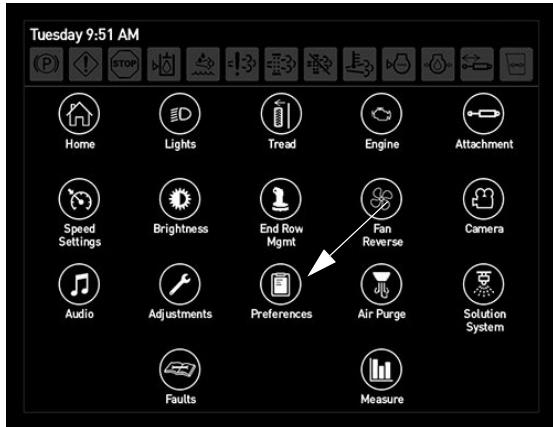 Tuesday 9:51 AM
(P) STOP
Home Lights Tread Engine Attachment
Speed Brightness End Row Fan Camera
Settings Mgmt Reverse
Audio Adjustments Preferences Air Purge Solution
System
Faults Measure